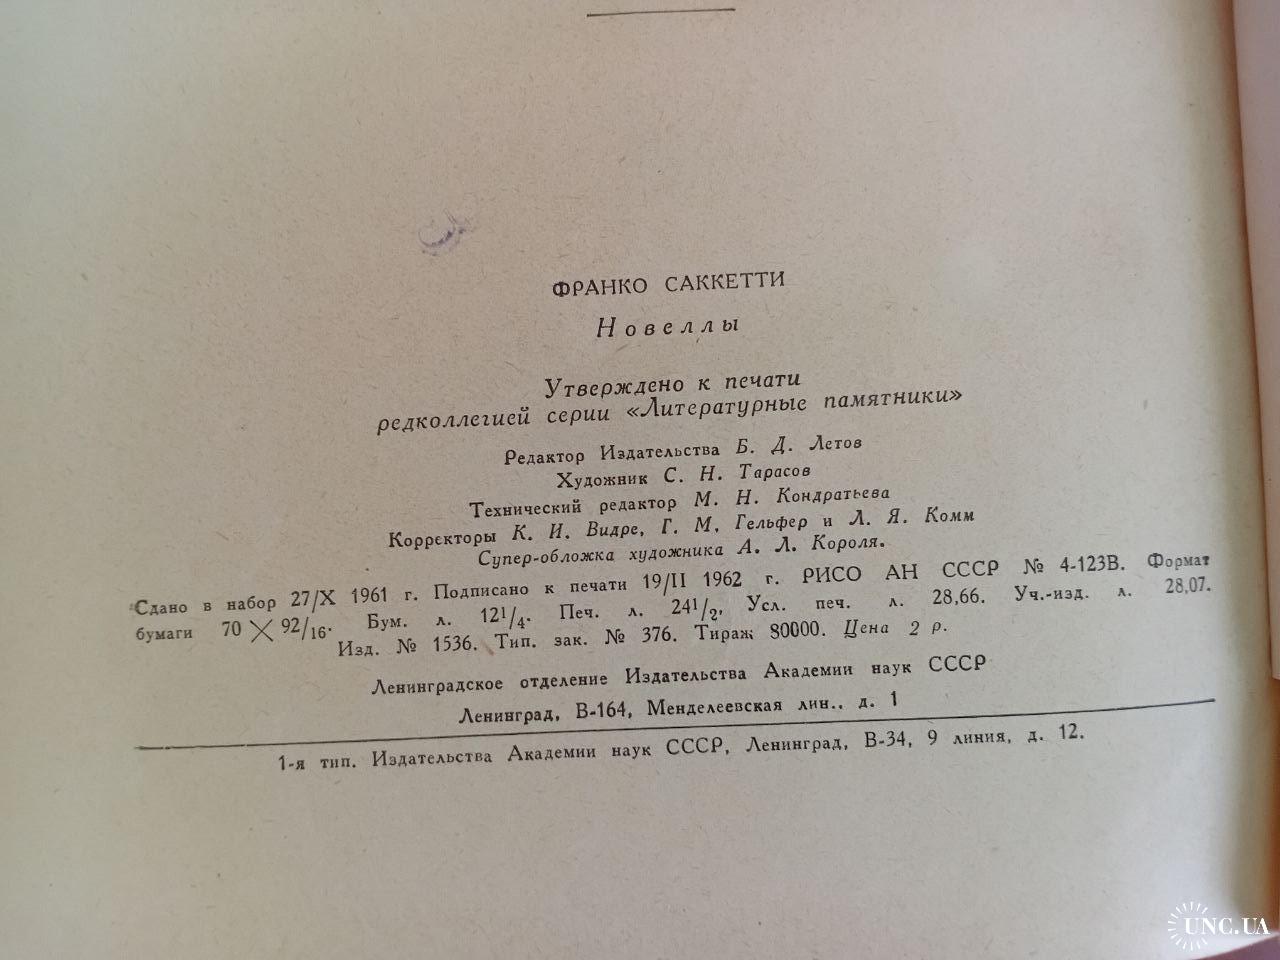 ФРАНКО САККЕТТИ
Новеллы
Утверждено к печати
редколлегией серии «Литературные памятники»
Редактор Издательства Б. Д. Летов
Художник С. Н. Тарасов
Технический редактор М. Н. Кондратьева
Корректоры К. И. Видре, Г. М. Гельфер и Л. Я. Комм
Супер-обложка художника А. Л. Короля.
Сдано в набор 27/X 1961 г. Подписано к печати 19/II 1962 г. РИСО АН СССР № 4-123В. Формат
бумаги 70 × 92/16. Бум. л. 12 1/4. Печ. л. 24 1/2. Усл. печ. л. 28,66. Уч.-изд. л. 28,07.
Изд. № 1536. Тип. зак. № 376. Тираж 80000. Цена 2 р.
Ленинградское отделение Издательства Академии наук СССР
Ленинград, В-164, Менделеевская лин., д. 1
1-я тип. Издательства Академии наук СССР, Ленинград, В-34, 9 линия, д. 12.
UNC.UA